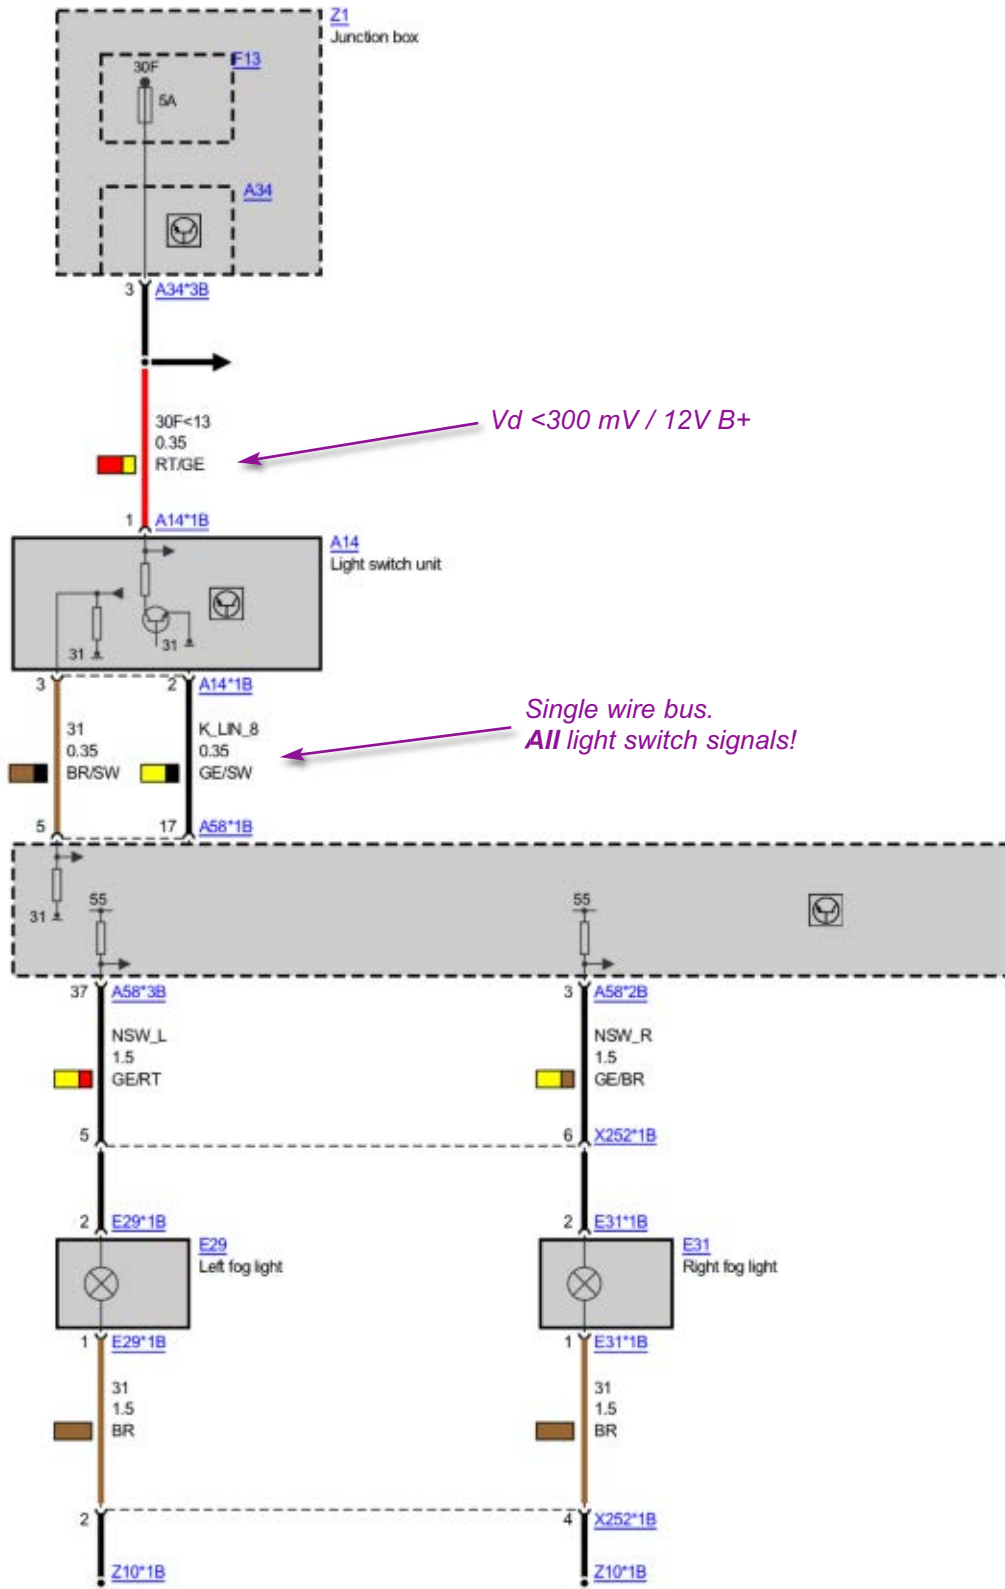 Z1
Junction box
F13
30F
5A
A34
3 A34*3B
30F<13
0.35
RT/GE
Vd <300 mV / 12V B+
1 A14*1B
A14
Light switch unit
31
31
3 2 A14*1B
31 K_LIN_8
0.35 0.35
BR/SW GE/SW
Single wire bus.
All light switch signals!
5 17 A58*1B
31
55 55
37 A58*3B 3 A58*2B
NSW_L NSW_R
1.5 1.5
GE/RT GE/BR
5 6 X252*1B
2 E29*1B 2 E31*1B
E29 E31
Left fog light Right fog light
1 E29*1B 1 E31*1B
31 31
1.5 1.5
BR BR
2 4 X252*1B
Z10*1B Z10*1B